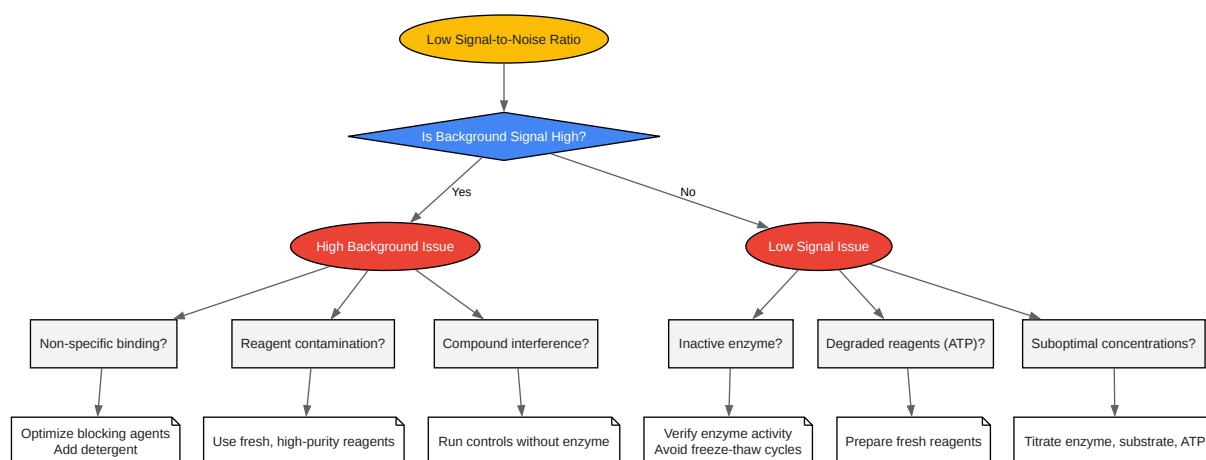 Low Signal-to-Noise Ratio
Is Background Signal High?
Yes
No
High Background Issue
Low Signal Issue
Non-specific binding?
Reagent contamination?
Compound interference?
Inactive enzyme?
Degraded reagents (ATP)?
Suboptimal concentrations?
Optimize blocking agents
Add detergent
Use fresh, high-purity reagents
Run controls without enzyme
Verify enzyme activity
Avoid freeze-thaw cycles
Prepare fresh reagents
Titrate enzyme, substrate, ATP